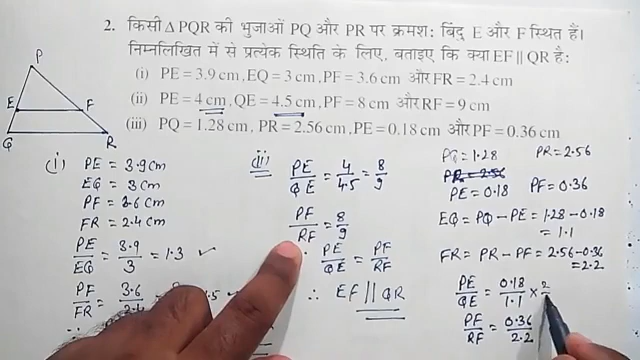 2. किसी Δ PQR की भुजाओं PQ और PR पर क्रमश: बिंदु E और F स्थित हैं।
निम्नलिखित में से प्रत्येक स्थिति के लिए, बताइए कि क्या EF || QR है:
(i) PE = 3.9 cm, EQ = 3 cm, PF = 3.6 cm और FR = 2.4 cm
(ii) PE = 4 cm, QE = 4.5 cm, PF = 8 cm और RF = 9 cm
(iii) PQ = 1.28 cm, PR = 2.56 cm, PE = 0.18 cm और PF = 0.36 cm
P
E F
Q R
(i) PE = 3.9 cm
EQ = 3 cm
PF = 3.6 cm
FR = 2.4 cm
PE/EQ = 3.9/3 = 1.3 ✓
PF/FR = 3.6/2.4 .5 ✓
(ii) PE/QE = 4/4.5 = 8/9
PF/RF = 8/9
PE/QE = PF/RF
∴ EF || QR
PQ = 1.28 PR = 2.56
PE = 0.18 PF = 0.36
EQ = PQ - PE = 1.28 - 0.18
= 1.1
FR = PR - PF = 2.56 - 0.36
= 2.2
PE/QE = 0.18/1.1 × 2
PF/RF = 0.36/2.2